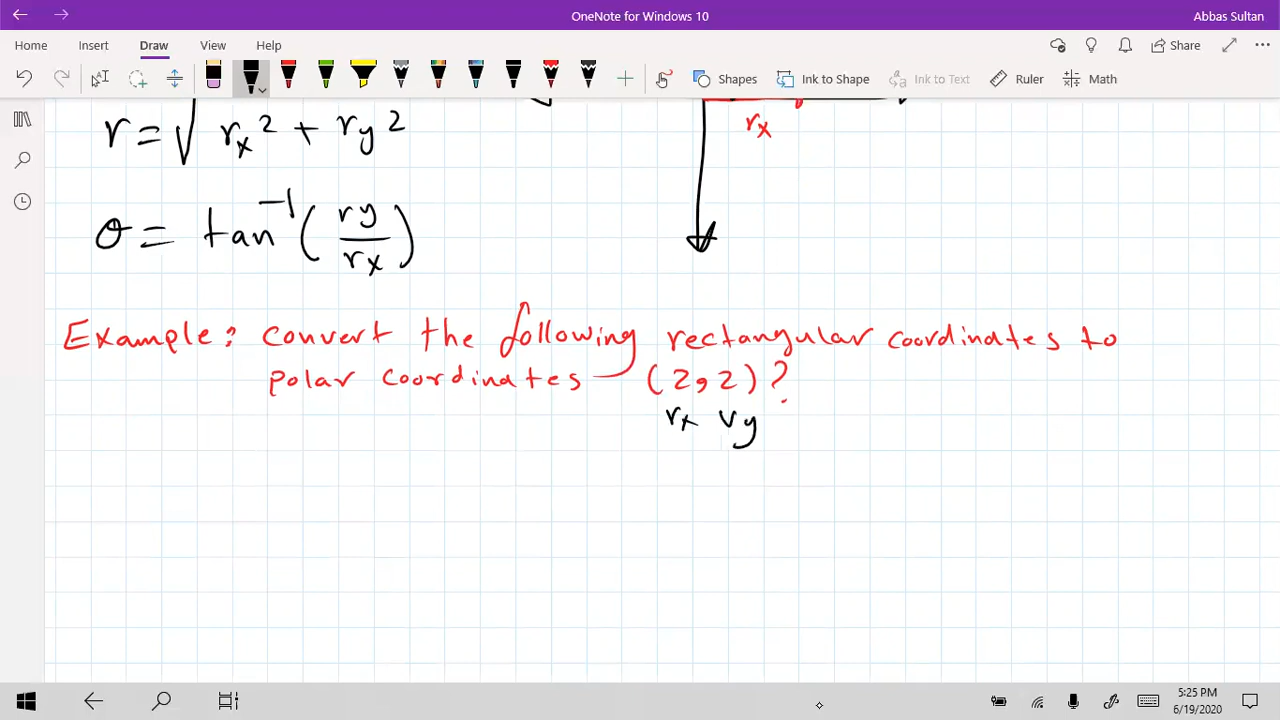 OneNote for Windows 10
Abbas Sultan
Home Insert Draw View Help
Share
Shapes Ink to Shape Ink to Text Ruler Math
r = √ rx² + ry²
rx
θ = tan⁻¹ ( ry / rx )
Example: convert the following rectangular coordinates to
polar coordinates (2,2)?
rx ry
5:25 PM
6/19/2020